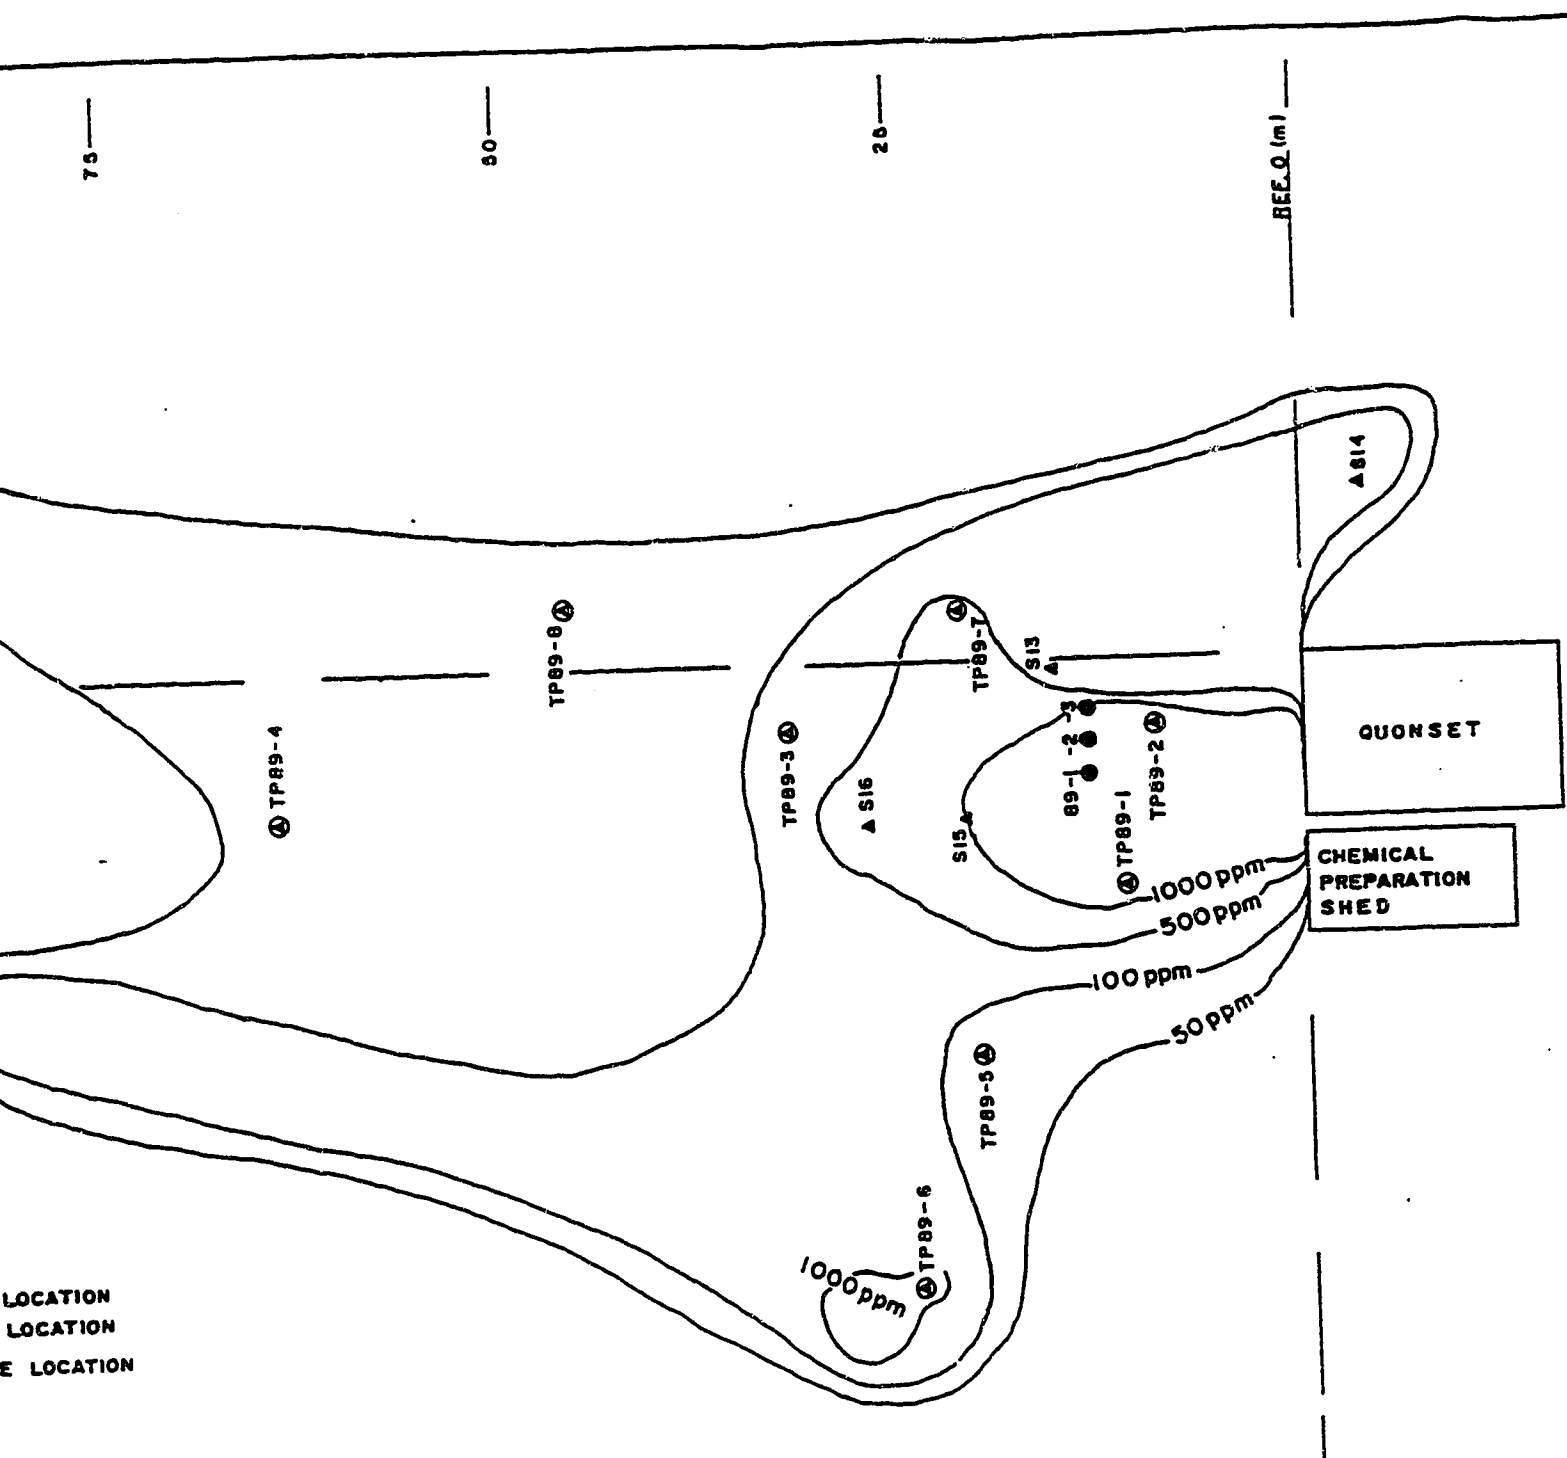 75
50
25
REF. 0 (m)
S14
TP89-8
TP89-7
S13
TP89-4
TP89-3
S16
S15
89-1 -2 -3
TP89-2
TP89-1
QUONSET
CHEMICAL
PREPARATION
SHED
1000 ppm
500 ppm
100 ppm
50 ppm
TP89-5
TP89-6
1000 ppm
LOCATION
LOCATION
E LOCATION